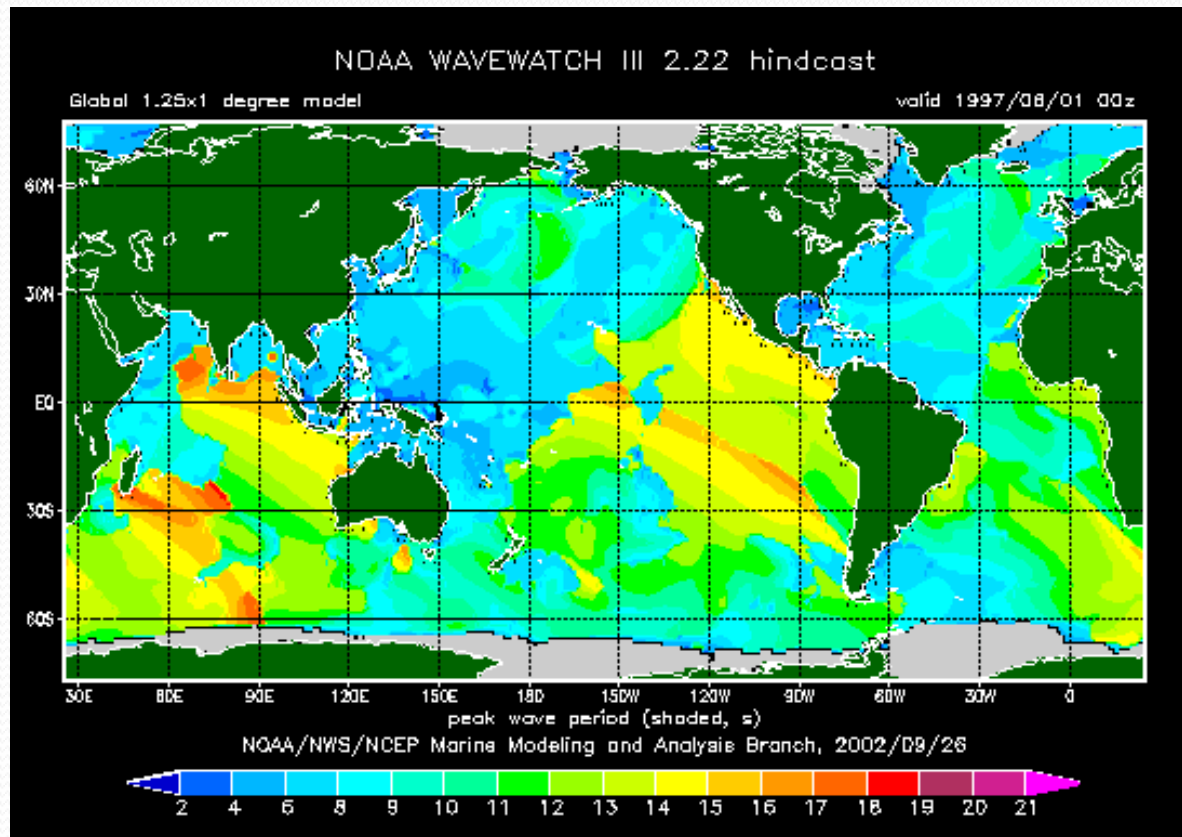 NOAA WAVEWATCH III 2.22 hindcast
Global 1.25x1 degree model valid 1997/08/01 00z
60N
30N
EQ
30S
60S
30E 60E 90E 120E 150E 180 150W 120W 90W 60W 30W 0
peak wave period (shaded, s)
NOAA/NWS/NCEP Marine Modeling and Analysis Branch, 2002/09/26
2 4 6 8 9 10 11 12 13 14 15 16 17 18 19 20 21